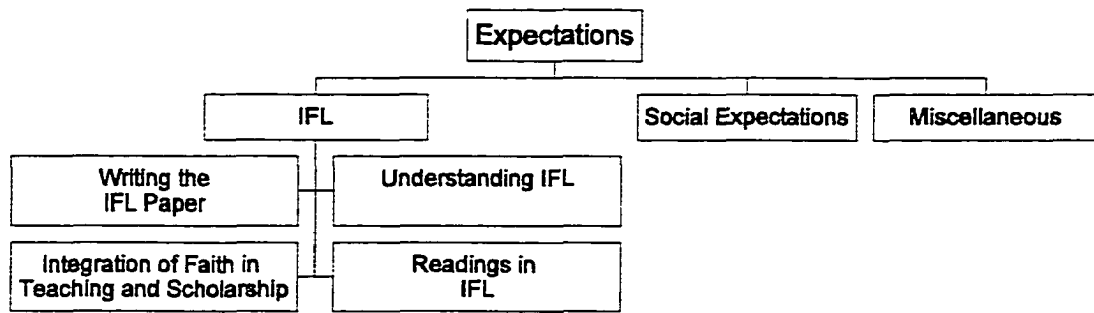 Expectations
IFL
Social Expectations
Miscellaneous
Writing the
IFL Paper
Understanding IFL
Integration of Faith in
Teaching and Scholarship
Readings in
IFL